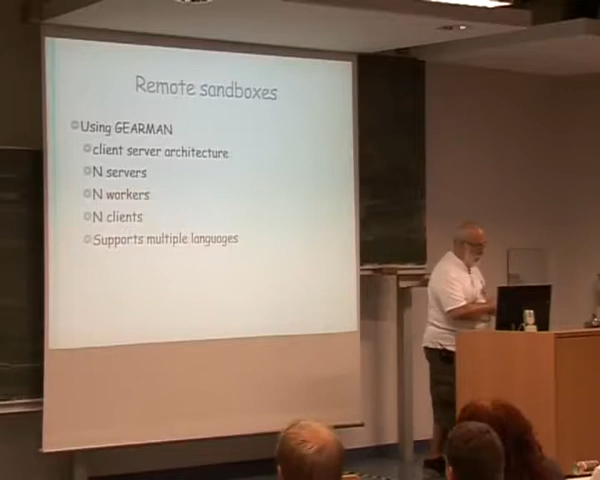 Remote sandboxes
Using GEARMAN
client server architecture
N servers
N workers
N clients
Supports multiple languages